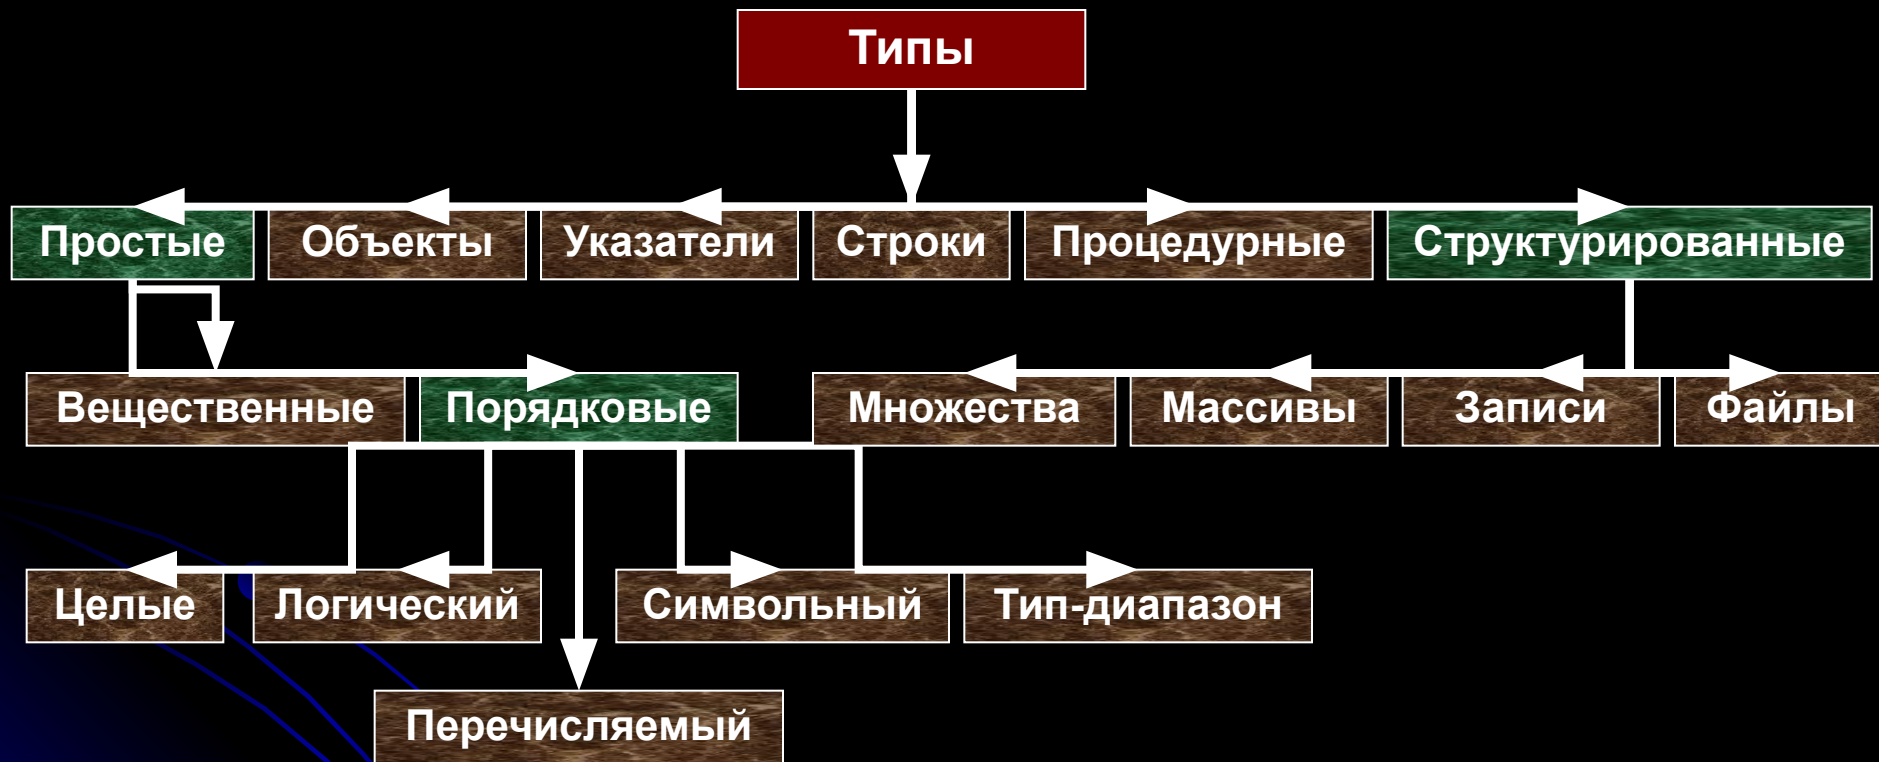 Типы
Простые
Объекты
Указатели
Строки
Процедурные
Структурированные
Вещественные
Порядковые
Множества
Массивы
Записи
Файлы
Целые
Логический
Символьный
Тип-диапазон
Перечисляемый